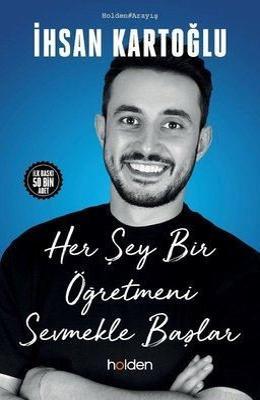 Holden#Arayış
İHSAN KARTOĞLU
İLK BASKI
50 BİN
ADET
Her Şey Bir
Öğretmeni
Sevmekle Başlar
holden